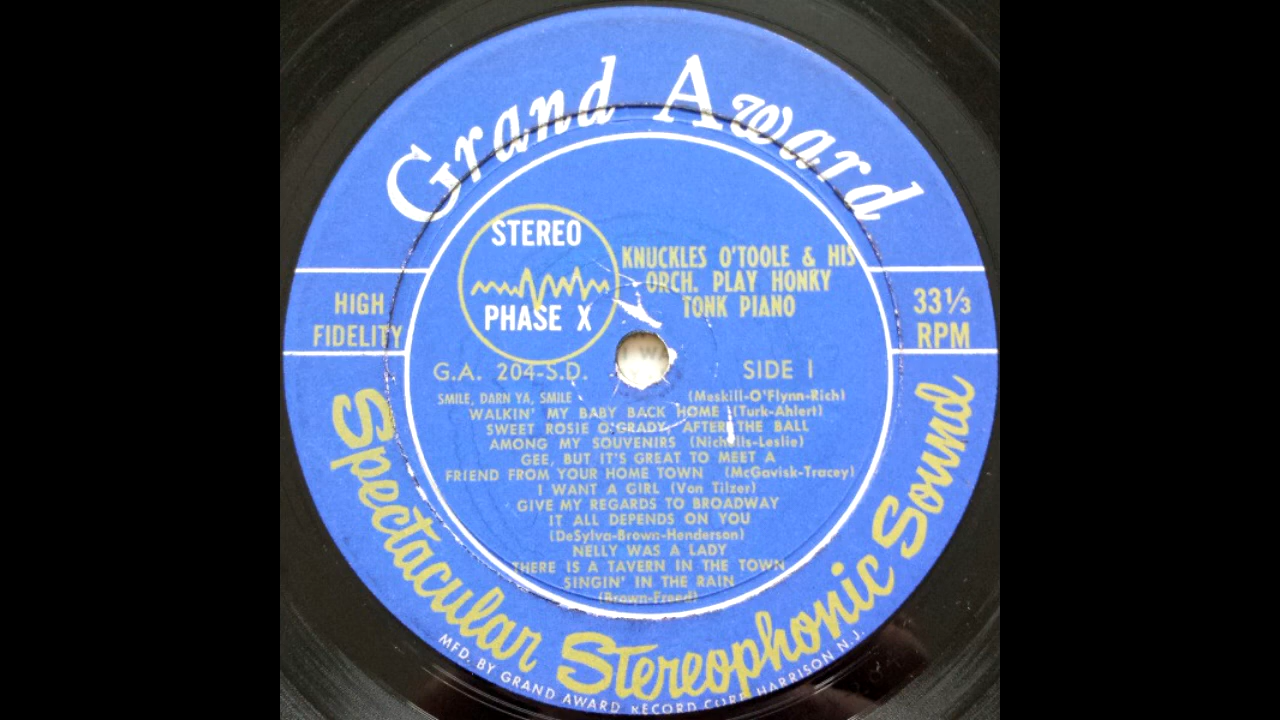 Grand Award
STEREO
PHASE X
KNUCKLES O'TOOLE & HIS
ORCH. PLAY HONKY
TONK PIANO
HIGH
FIDELITY
33 1/3
RPM
G.A. 204-S.D.
SIDE 1
SMILE, DARN YA, SMILE (Meskill-O'Flynn-Rich)
WALKIN' MY BABY BACK HOME (Turk-Ahlert)
SWEET ROSIE O'GRADY, AFTER THE BALL
AMONG MY SOUVENIRS (Nicholls-Leslie)
GEE, BUT IT'S GREAT TO MEET A
FRIEND FROM YOUR HOME TOWN (McGavisk-Tracey)
I WANT A GIRL (Von Tilzer)
GIVE MY REGARDS TO BROADWAY
IT ALL DEPENDS ON YOU
(DeSylva-Brown-Henderson)
NELLY WAS A LADY
THERE IS A TAVERN IN THE TOWN
SINGIN' IN THE RAIN
(Brown-Freed)
Spectacular Stereophonic Sound
MFD. BY GRAND AWARD RECORD CORP. HARRISON N.J.